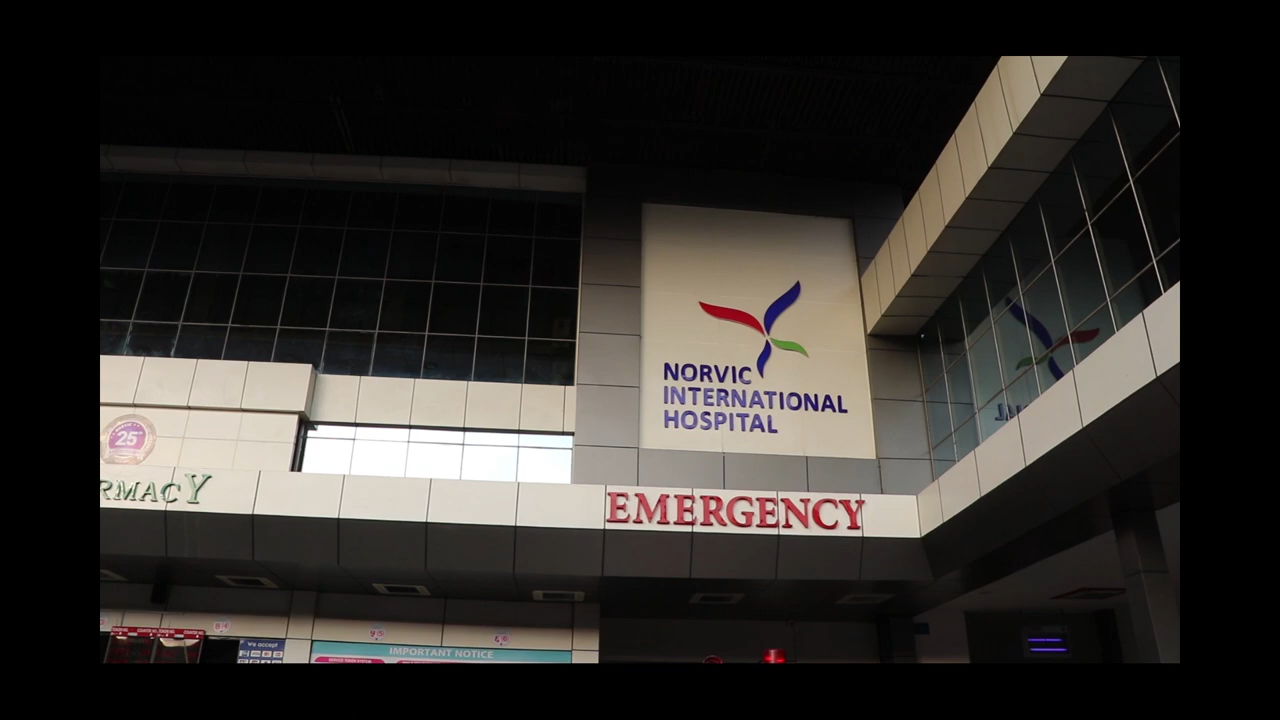 NORVIC
INTERNATIONAL
HOSPITAL
25
RMACY
EMERGENCY
We accept
IMPORTANT NOTICE